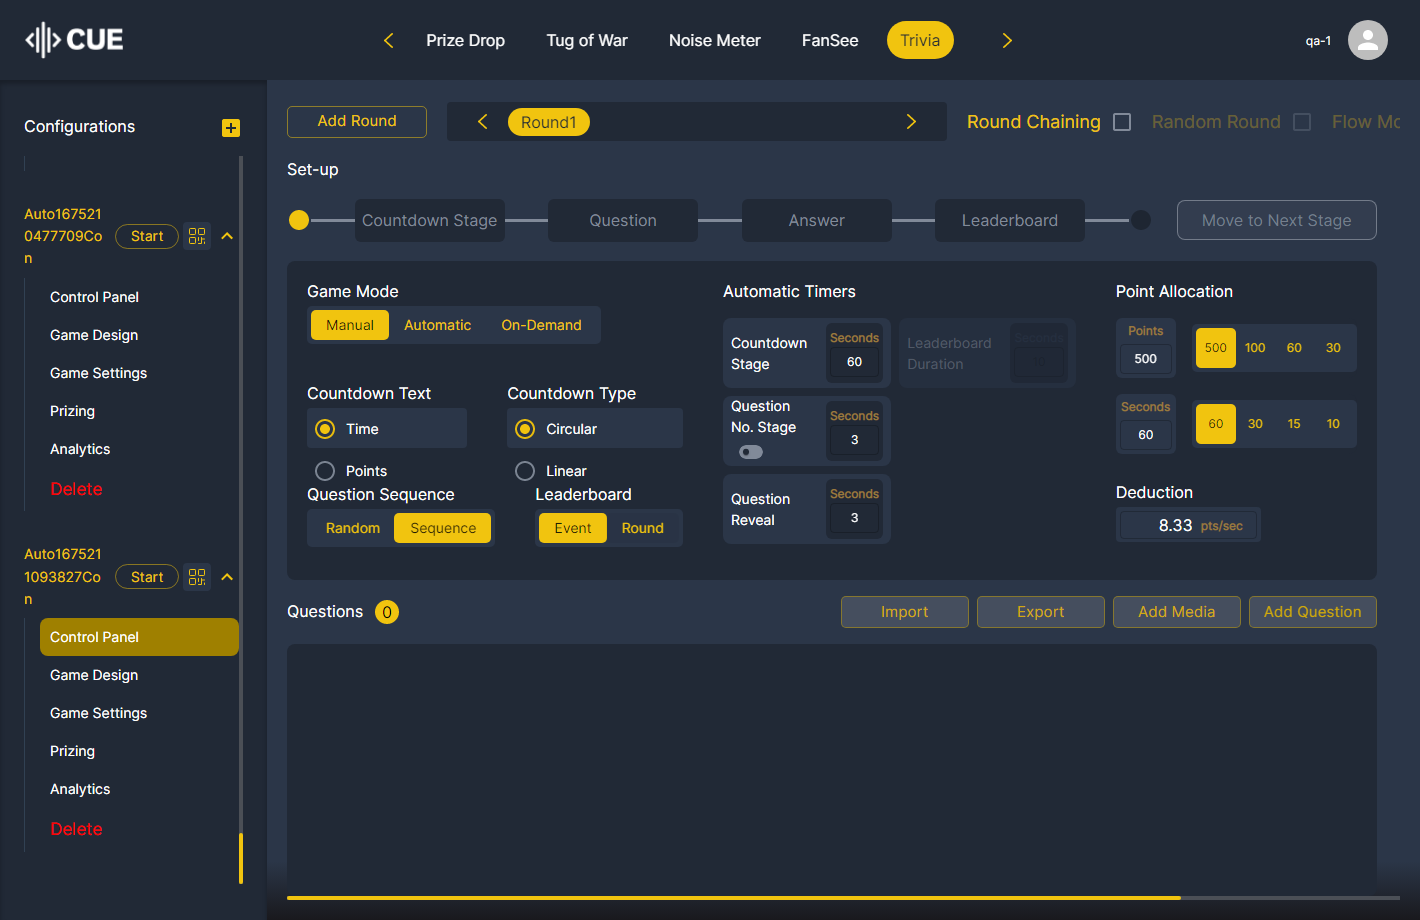 CUE
Prize Drop
Tug of War
Noise Meter
FanSee
Trivia
qa-1
Configurations
Auto167521
0477709Co
n
Start
Control Panel
Game Design
Game Settings
Prizing
Analytics
Delete
Auto167521
1093827Co
n
Start
Control Panel
Game Design
Game Settings
Prizing
Analytics
Delete
Add Round
Round1
Round Chaining
Random Round
Flow Mo
Set-up
Countdown Stage
Question
Answer
Leaderboard
Move to Next Stage
Game Mode
Manual
Automatic
On-Demand
Countdown Text
Time
Points
Countdown Type
Circular
Linear
Question Sequence
Random
Sequence
Leaderboard
Event
Round
Automatic Timers
Countdown
Stage
Seconds
60
Leaderboard
Duration
Seconds
Question
No. Stage
Seconds
3
Question
Reveal
Seconds
3
Point Allocation
Points
500
500
100
60
30
Seconds
60
60
30
15
10
Deduction
8.33 pts/sec
Questions 0
Import
Export
Add Media
Add Question